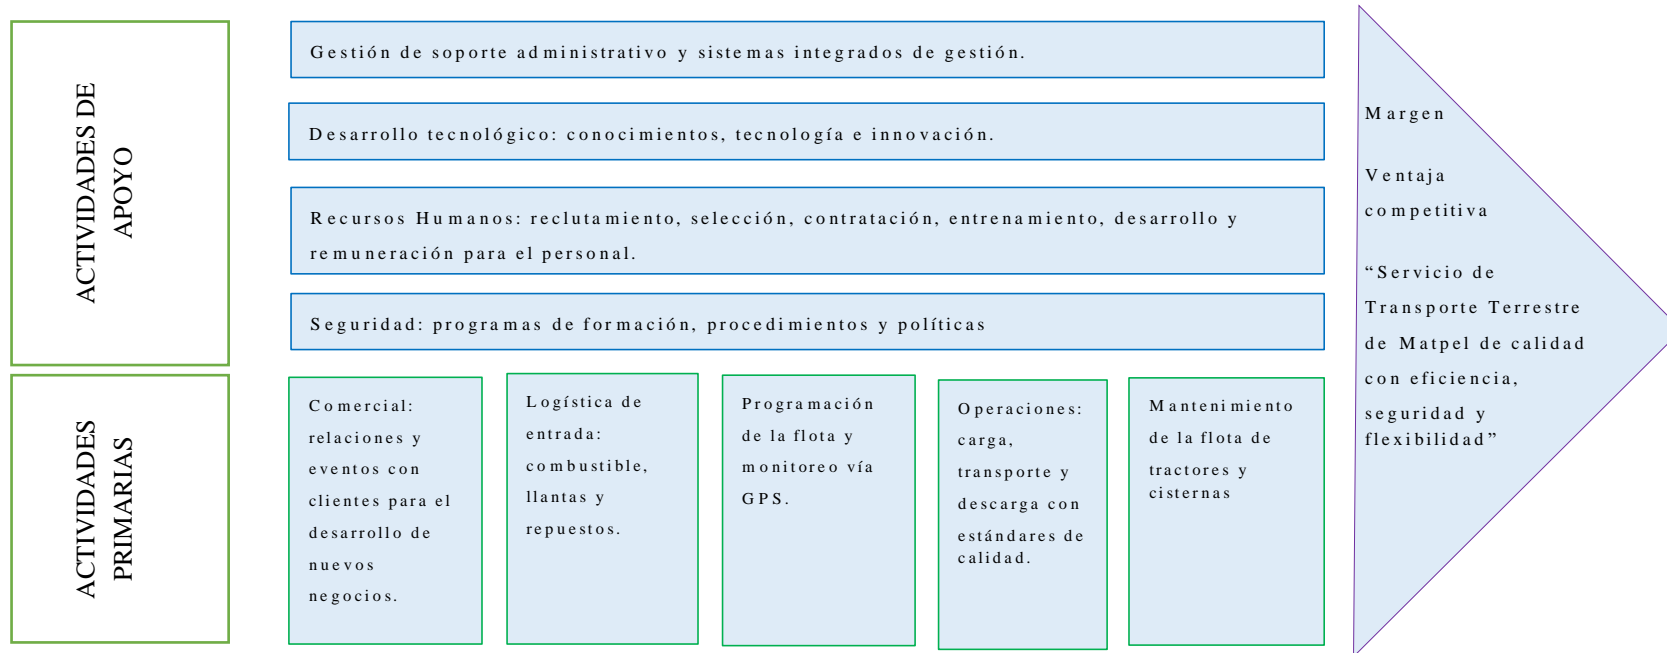 ACTIVIDADES DE
APOYO
Gestión de soporte administrativo y sistemas integrados de gestión.
Desarrollo tecnológico: conocimientos, tecnología e innovación.
Recursos Humanos: reclutamiento, selección, contratación, entrenamiento, desarrollo y
remuneración para el personal.
Seguridad: programas de formación, procedimientos y políticas
ACTIVIDADES
PRIMARIAS
Comercial:
relaciones y
eventos con
clientes para el
desarrollo de
nuevos
negocios.
Logística de
entrada:
combustible,
llantas y
repuestos.
Programación
de la flota y
monitoreo vía
GPS.
Operaciones:
carga,
transporte y
descarga con
estándares de
calidad.
Mantenimiento
de la flota de
tractores y
cisternas
Margen
Ventaja
competitiva
“Servicio de
Transporte Terrestre
de Matpel de calidad
con eficiencia,
seguridad y
flexibilidad”